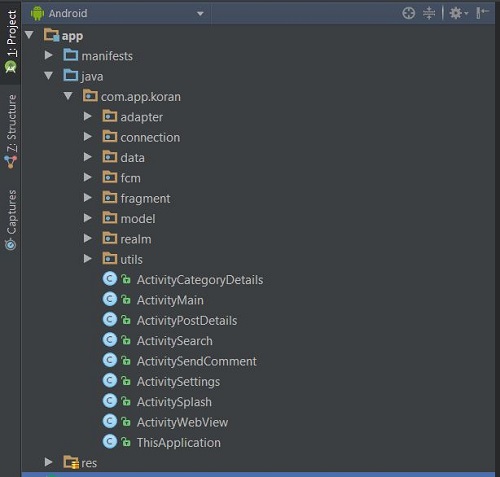 Android
1: Project
app
manifests
java
com.app.koran
adapter
connection
data
fcm
fragment
model
realm
utils
ActivityCategoryDetails
ActivityMain
ActivityPostDetails
ActivitySearch
ActivitySendComment
ActivitySettings
ActivitySplash
ActivityWebView
ThisApplication
res
Z: Structure
Captures